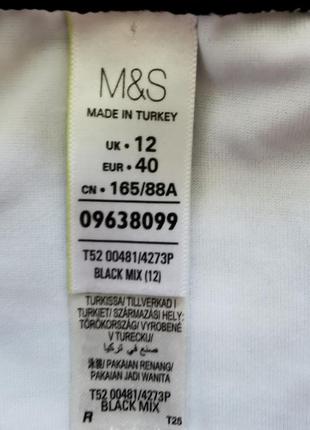 M&S
MADE IN TURKEY
UK • 12
EUR • 40
CN • 165/88A
09638099
T52 00481/4273P
BLACK MIX (12)
TURKISSA/ TILLVERKAD I
TURKIET/ SZÁRMAZÁSI HELY:
TÖRÖKORSZÁG/ VYROBENÉ
V TURECKU/
صنع في تركيا
泳装/ PAKAIAN RENANG/
PAKAIAN JADI WANITA
T52 00481/4273P
BLACK MIX
R T25